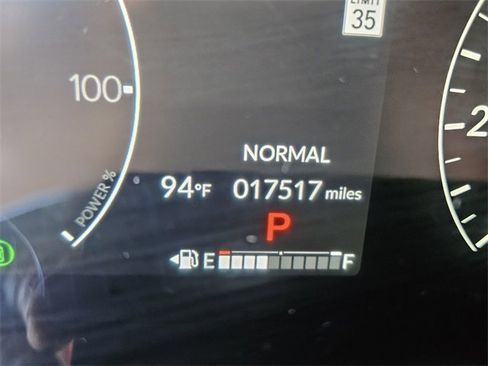 LIMIT
35
100
2
NORMAL
94°F 017517 miles
POWER %
P
E F